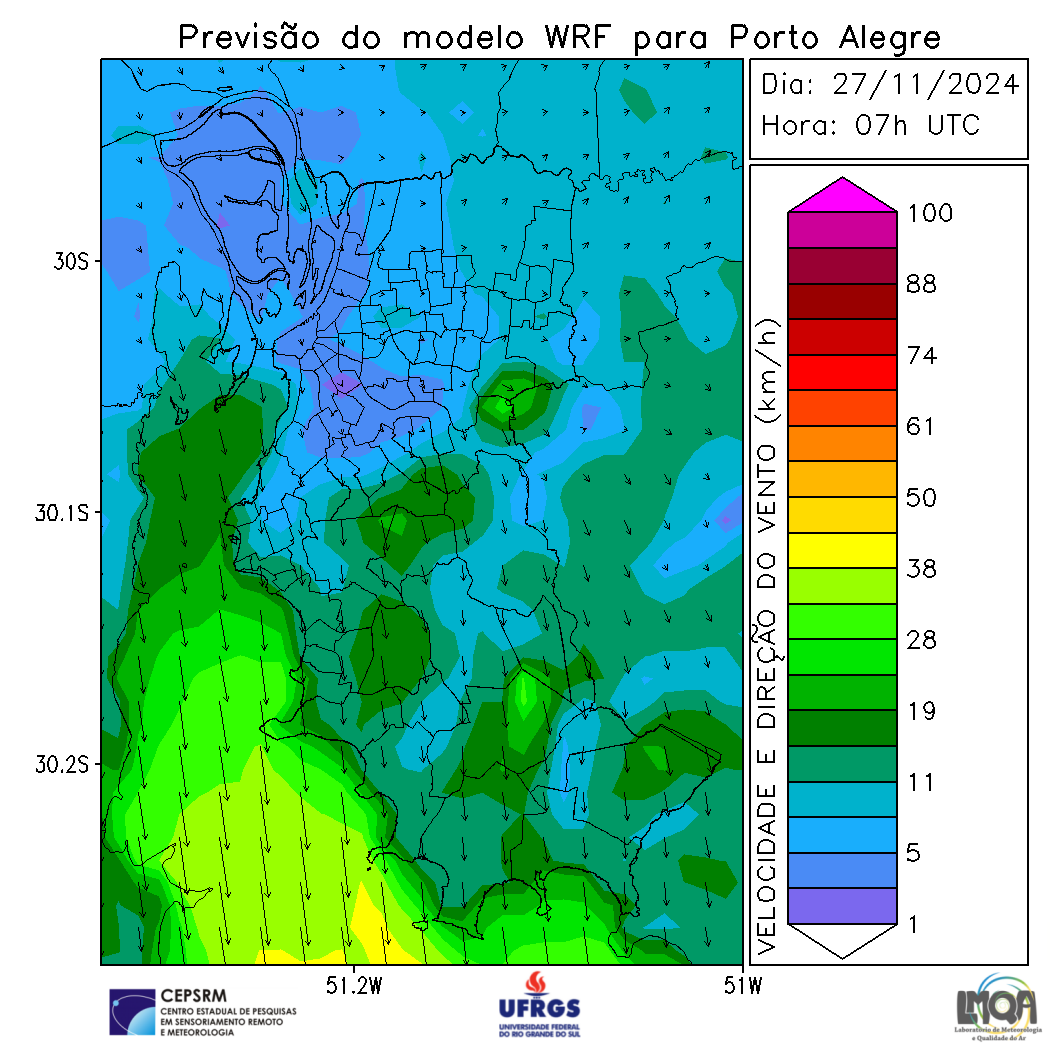 Previsão do modelo WRF para Porto Alegre
Dia: 27/11/2024
Hora: 07h UTC
30S
30.1S
30.2S
51.2W
51W
VELOCIDADE E DIREÇÃO DO VENTO (km/h)
100
88
74
61
50
38
28
19
11
5
1
CEPSRM
CENTRO ESTADUAL DE PESQUISAS
EM SENSORIAMENTO REMOTO
E METEOROLOGIA
UFRGS
UNIVERSIDADE FEDERAL
DO RIO GRANDE DO SUL
LMQA
Laboratório de Meteorologia
e Qualidade do Ar